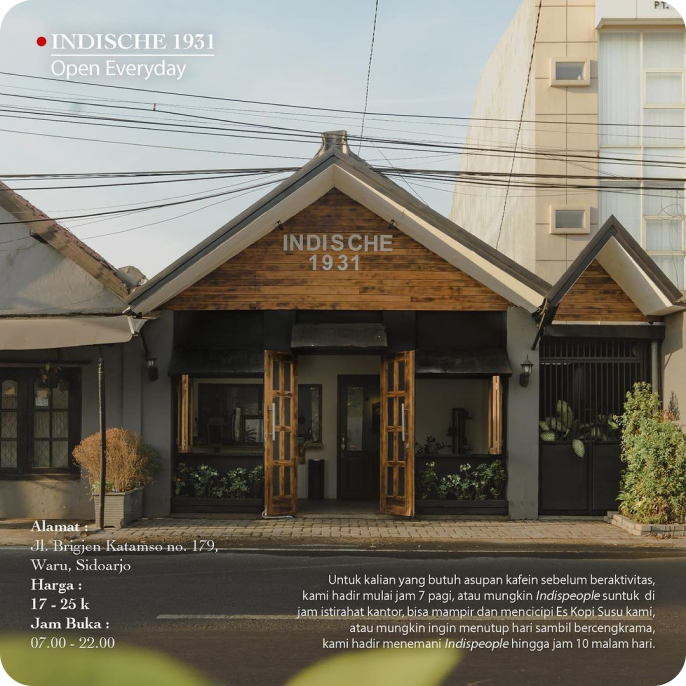 INDISCHE 1931
Open Everyday
PT.
INDISCHE
1931
Alamat :
Jl. Brigjen Katamso no. 179,
Waru, Sidoarjo
Harga :
17 - 25 k
Jam Buka :
07.00 - 22.00
Untuk kalian yang butuh asupan kafein sebelum beraktivitas,
kami hadir mulai jam 7 pagi, atau mungkin Indispeople suntuk di
jam istirahat kantor, bisa mampir dan mencicipi Es Kopi Susu kami,
atau mungkin ingin menutup hari sambil bercengkrama,
kami hadir menemani Indispeople hingga jam 10 malam hari.